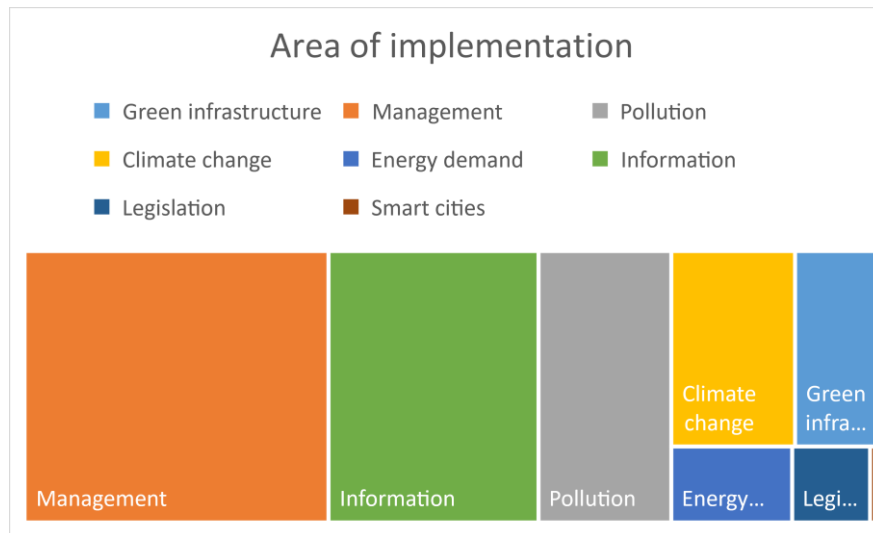 Area of implementation
Green infrastructure Management Pollution
Climate change Energy demand Information
Legislation Smart cities
Management
Information
Pollution
Climate
change
Green
infra...
Energy...
Legi...